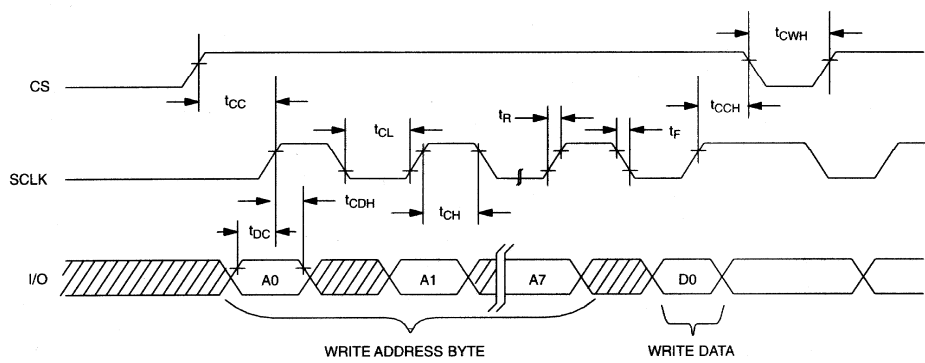 tCWH
CS
tCC
tCCH
tR
tF
tCL
SCLK
tCDH
tCH
tDC
I/O
A0
A1
A7
D0
WRITE ADDRESS BYTE
WRITE DATA